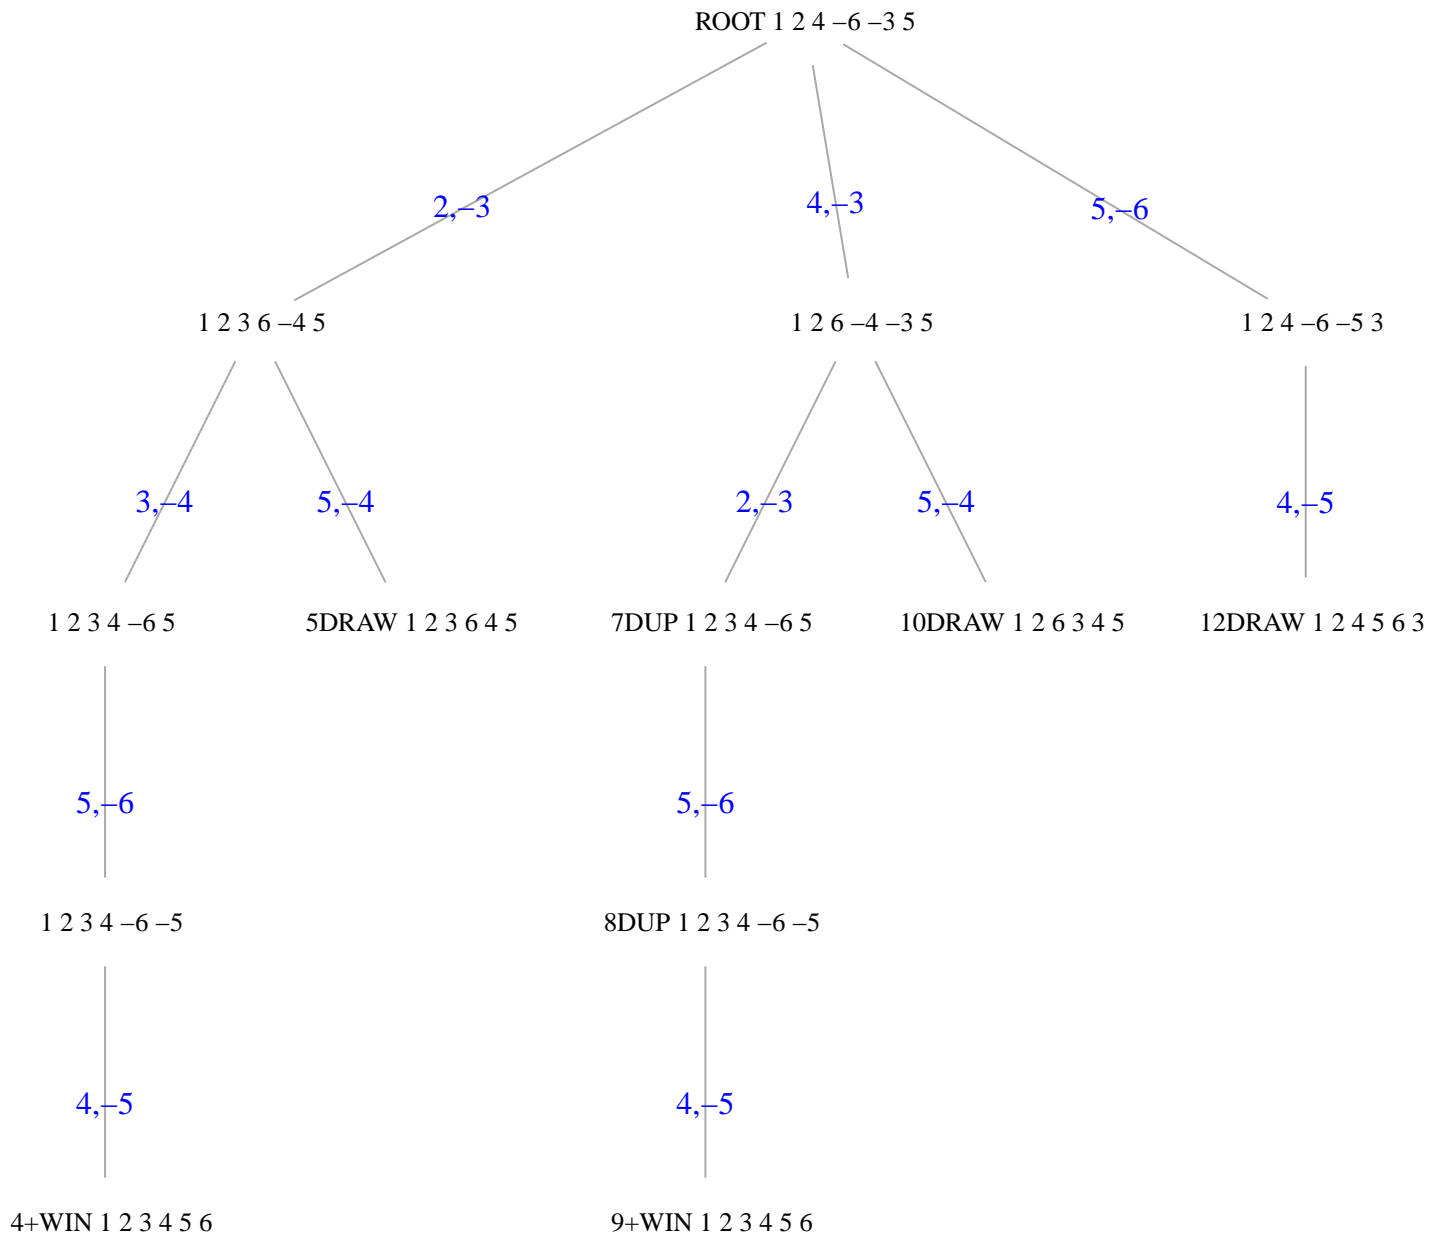 ROOT 1 2 4 –6 –3 5
2,–3
4,–3
5,–6
1 2 3 6 –4 5
1 2 6 –4 –3 5
1 2 4 –6 –5 3
3,–4
5,–4
2,–3
5,–4
4,–5
1 2 3 4 –6 5
5DRAW 1 2 3 6 4 5
7DUP 1 2 3 4 –6 5
10DRAW 1 2 6 3 4 5
12DRAW 1 2 4 5 6 3
5,–6
5,–6
1 2 3 4 –6 –5
8DUP 1 2 3 4 –6 –5
4,–5
4,–5
4+WIN 1 2 3 4 5 6
9+WIN 1 2 3 4 5 6